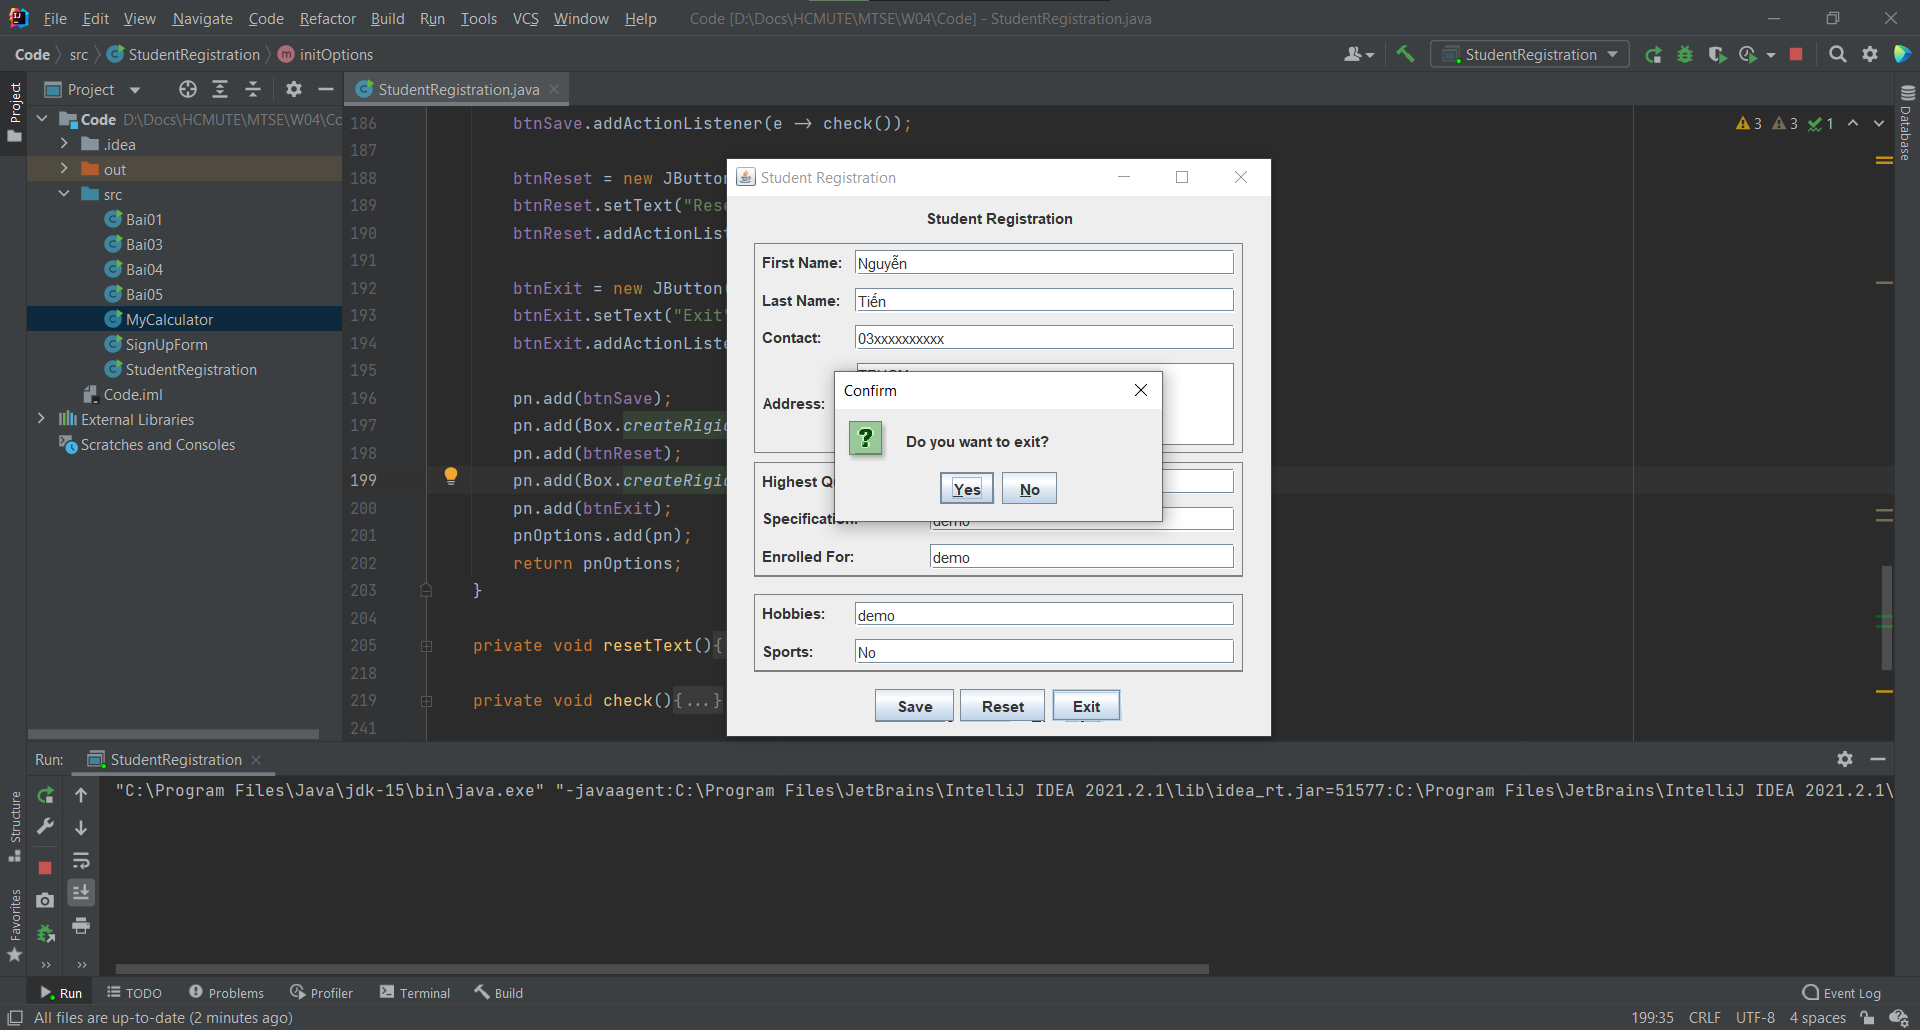 File Edit View Navigate Code Refactor Build Run Tools VCS Window Help Code [D:\Docs\HCMUTE\MTSE\W04\Code] - StudentRegistration.java
Code src StudentRegistration initOptions StudentRegistration
Project
StudentRegistration.java
Project
Code D:\Docs\HCMUTE\MTSE\W04\Cc
.idea
out
src
Bai01
Bai03
Bai04
Bai05
MyCalculator
SignUpForm
StudentRegistration
Code.iml
External Libraries
Scratches and Consoles
3 3 1
Database
186 btnSave.addActionListener(e → check());
187
188 btnReset = new JButton
189 btnReset.setText("Rese
190 btnReset.addActionList
191
192 btnExit = new JButton(
193 btnExit.setText("Exit"
194 btnExit.addActionListe
195
196 pn.add(btnSave);
197 pn.add(Box.createRigid
198 pn.add(btnReset);
199 pn.add(Box.createRigid
200 pn.add(btnExit);
201 pnOptions.add(pn);
202 return pnOptions;
203 }
204
205 private void resetText(){
218
219 private void check(){...}
241
Student Registration
Student Registration
First Name: Nguyễn
Last Name: Tiến
Contact: 03xxxxxxxxxx
Address:
Confirm
Do you want to exit?
Yes No
Highest Q
Specification: demo
Enrolled For: demo
Hobbies: demo
Sports: No
Save Reset Exit
Run: StudentRegistration
"C:\Program Files\Java\jdk-15\bin\java.exe" "-javaagent:C:\Program Files\JetBrains\IntelliJ IDEA 2021.2.1\lib\idea_rt.jar=51577:C:\Program Files\JetBrains\IntelliJ IDEA 2021.2.1\
Structure
Favorites
Run TODO Problems Profiler Terminal Build Event Log
All files are up-to-date (2 minutes ago) 199:35 CRLF UTF-8 4 spaces